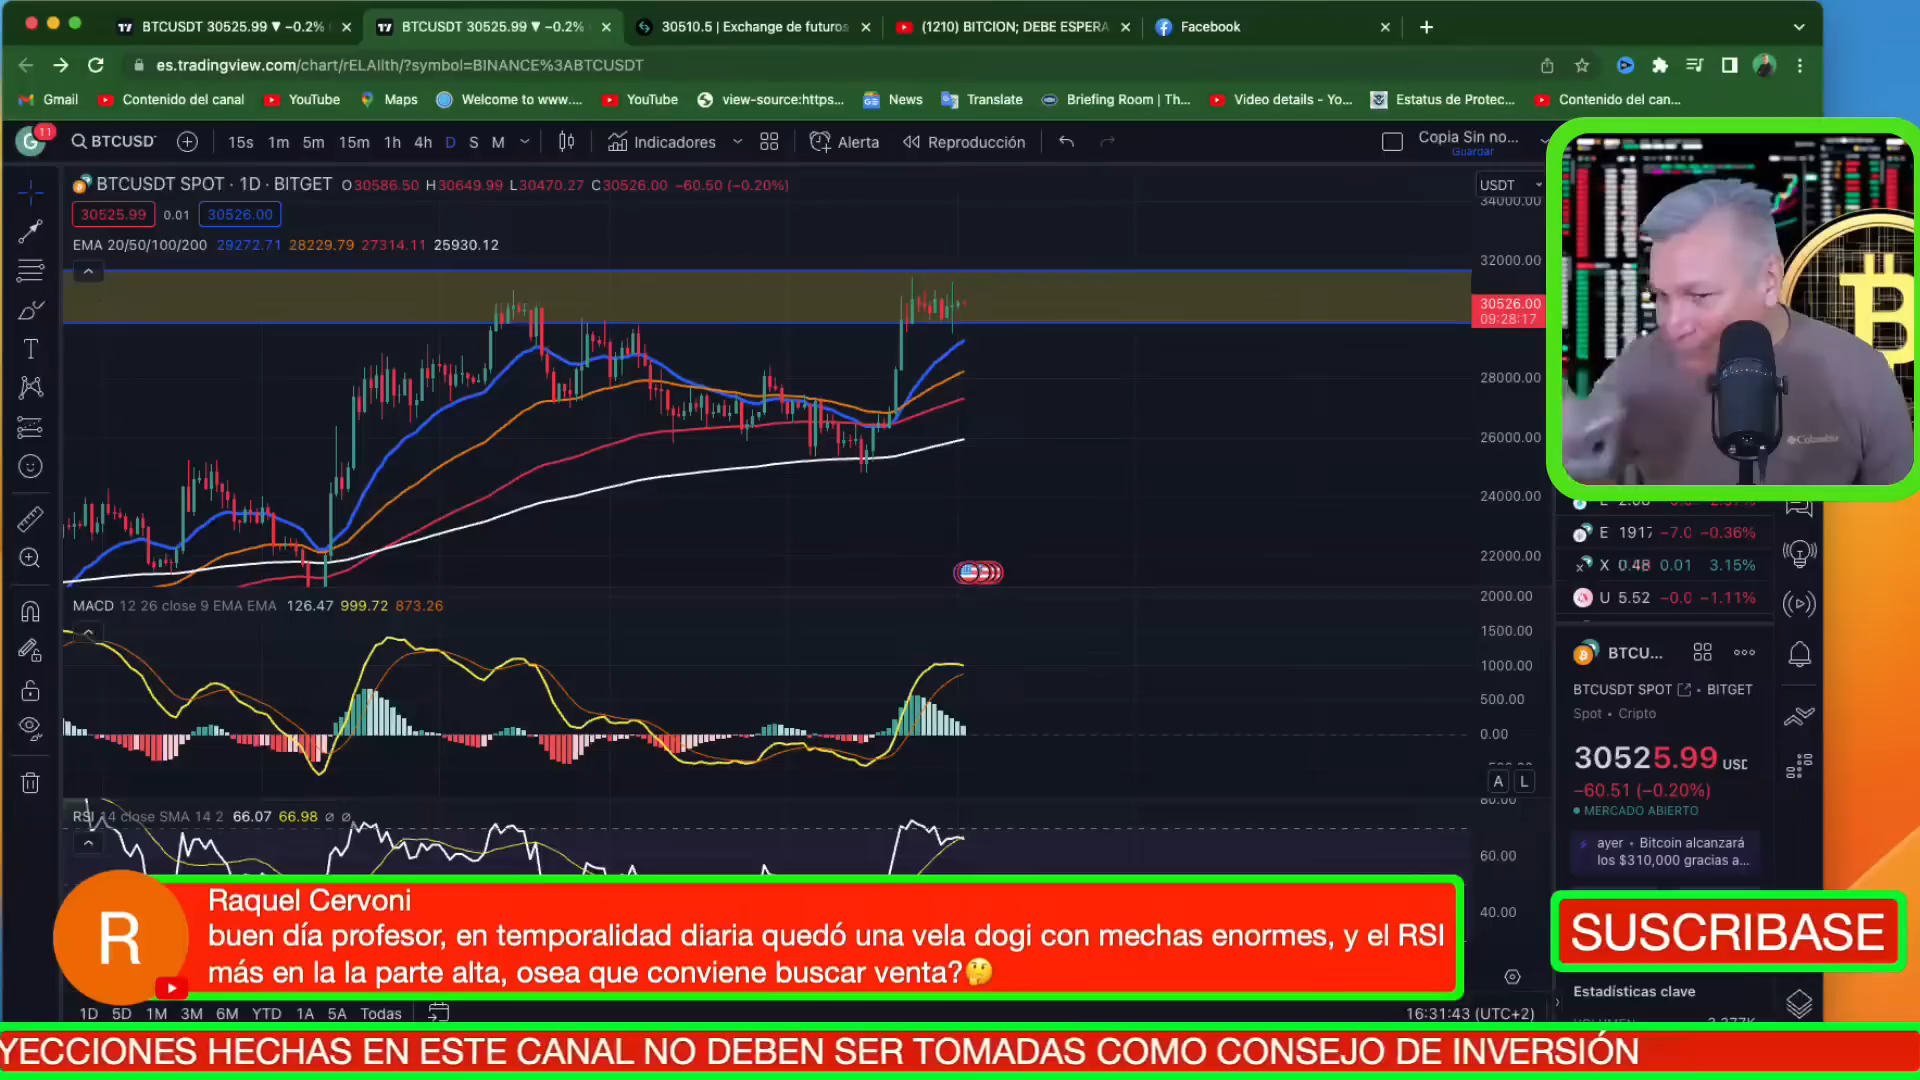 BTCUSDT 30525.99 ▼ −0.2%
BTCUSDT 30525.99 ▼ −0.2%
30510.5 | Exchange de futuros
(1210) BITCION; DEBE ESPERA
Facebook
es.tradingview.com/chart/rELAIlth/?symbol=BINANCE%3ABTCUSDT
Gmail
Contenido del canal
YouTube
Maps
Welcome to www....
YouTube
view-source:https...
News
Translate
Briefing Room | Th...
Video details - Yo...
Estatus de Protec...
Contenido del can...
G 11
BTCUSD
15s 1m 5m 15m 1h 4h D S M
Indicadores
Alerta
Reproducción
Copia Sin no...
Guardar
BTCUSDT SPOT · 1D · BITGET O30586.50 H30649.99 L30470.27 C30526.00 −60.50 (−0.20%)
30525.99 0.01 30526.00
EMA 20/50/100/200 29272.71 28229.79 27314.11 25930.12
USDT
34000.00
32000.00
30526.00
09:28:17
28000.00
26000.00
24000.00
22000.00
2000.00
MACD 12 26 close 9 EMA EMA 126.47 999.72 873.26
1500.00
1000.00
500.00
0.00
A L
80.00
RSI 14 close SMA 14 2 66.07 66.98 ∅ ∅
60.00
40.00
Columbia
E 1917 −7.0 −0.36%
X 0.48 0.01 3.15%
U 5.52 −0.0 −1.11%
BTCU...
BTCUSDT SPOT • BITGET
Spot • Cripto
30525.99 USD
−60.51 (−0.20%)
MERCADO ABIERTO
ayer • Bitcoin alcanzará
los $310,000 gracias a...
R
Raquel Cervoni
buen día profesor, en temporalidad diaria quedó una vela dogi con mechas enormes, y el RSI
más en la la parte alta, osea que conviene buscar venta?🤔
SUSCRIBASE
Estadísticas clave
1D 5D 1M 3M 6M YTD 1A 5A Todas
16:31:43 (UTC+2)
YECCIONES HECHAS EN ESTE CANAL NO DEBEN SER TOMADAS COMO CONSEJO DE INVERSIÓN